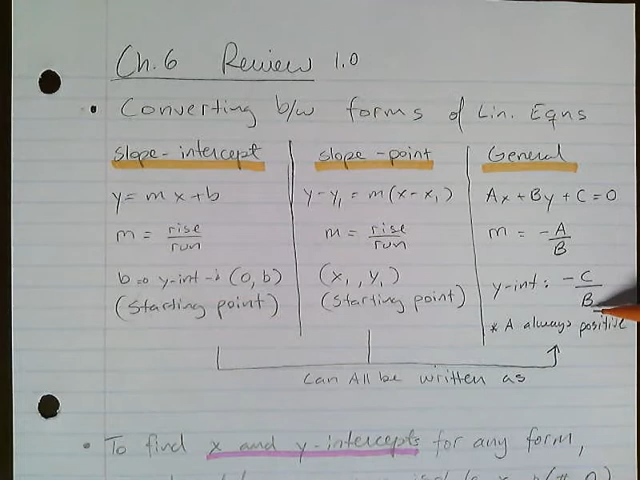 Ch.6 Review 1.0
• Converting b/w forms of Lin. Eqns
slope-intercept
y = mx+b
m = rise/run
b => y-int -> (0, b)
(Starting point)
slope-point
y-y₁ = m(x-x₁)
m = rise/run
(x₁, y₁)
(Starting point)
General
Ax+By+C=0
m = -A/B
y-int: -C/B
* A always positive
Can All be written as
• To find x and y-intercepts for any form,